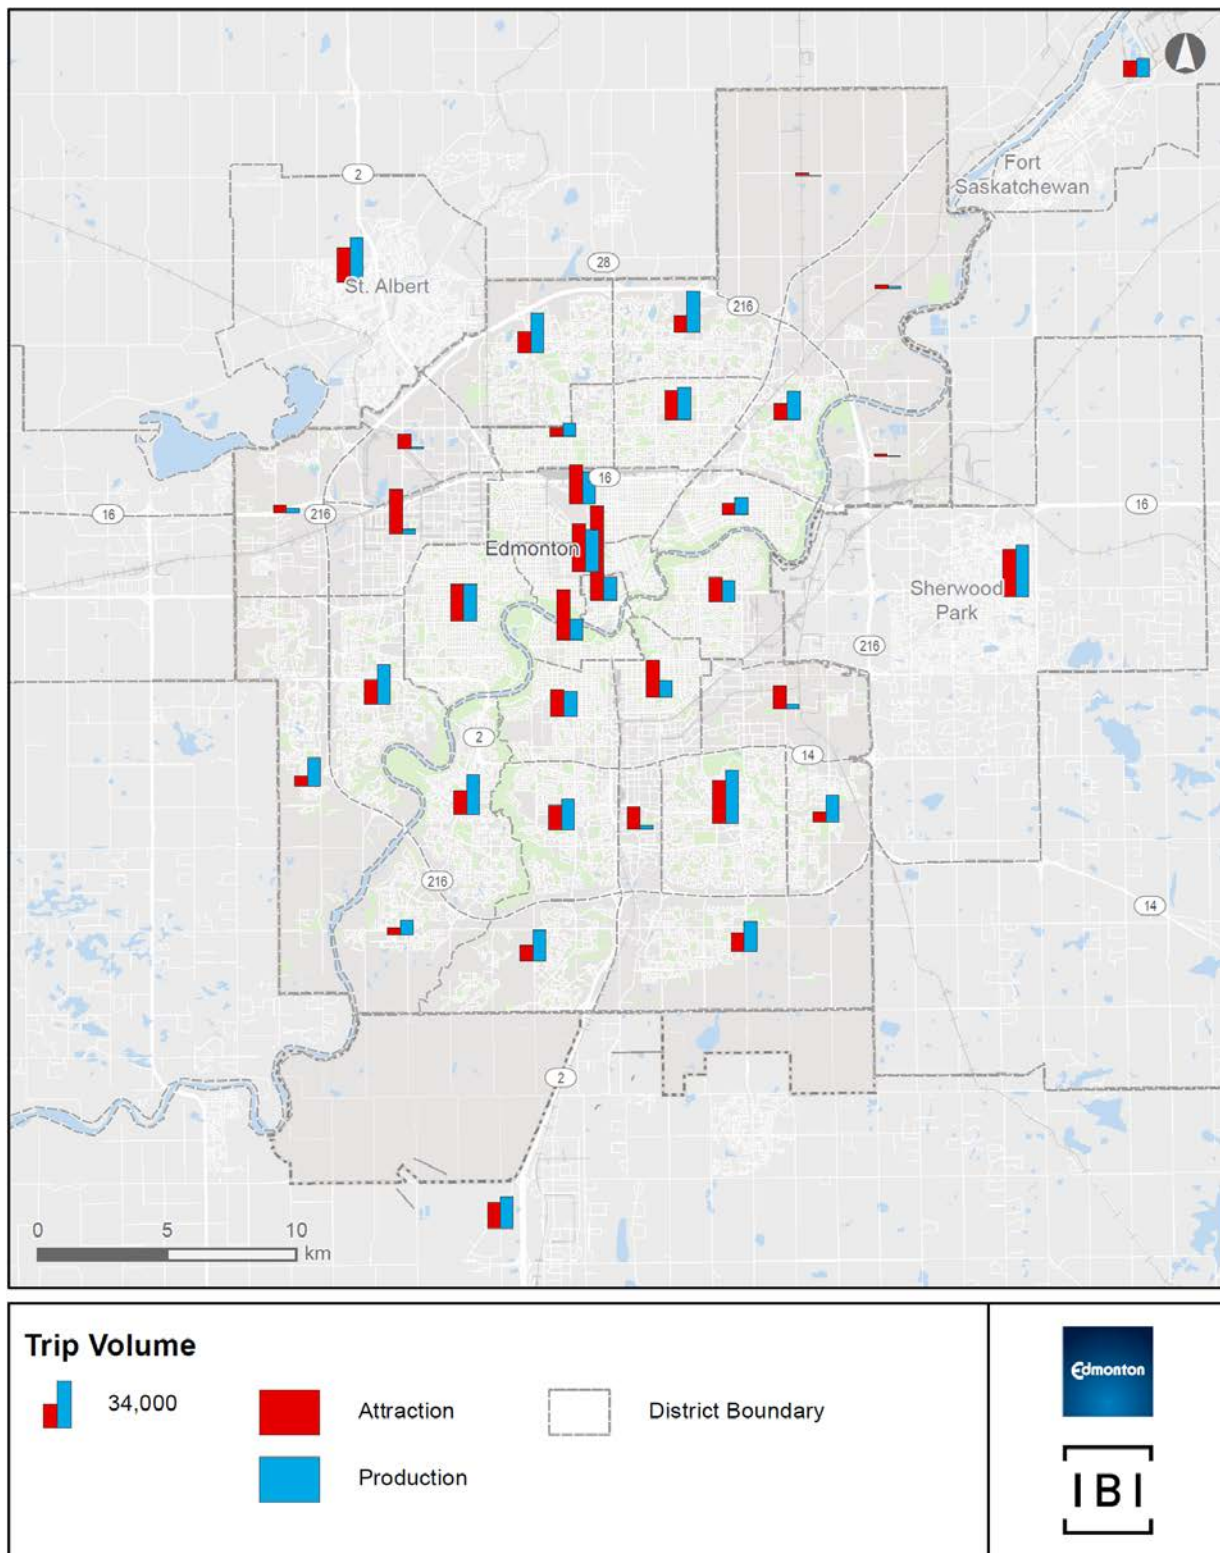 Fort
Saskatchewan
2
28
St. Albert
216
16
216
16
16
Edmonton
Sherwood
Park
216
2
14
216
14
2
0 5 10
km
Trip Volume
34,000
Attraction
Production
District Boundary
Edmonton
IBI